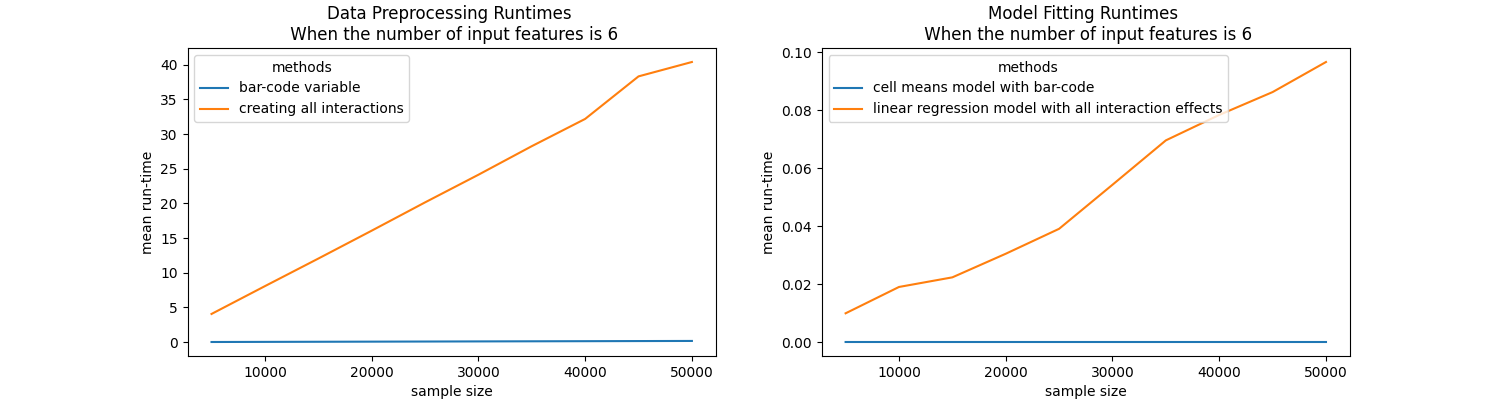 Data Preprocessing Runtimes
When the number of input features is 6
methods
bar-code variable
creating all interactions
mean run-time
40
35
30
25
20
15
10
5
0
10000 20000 30000 40000 50000
sample size
Model Fitting Runtimes
When the number of input features is 6
methods
cell means model with bar-code
linear regression model with all interaction effects
mean run-time
0.10
0.08
0.06
0.04
0.02
0.00
10000 20000 30000 40000 50000
sample size